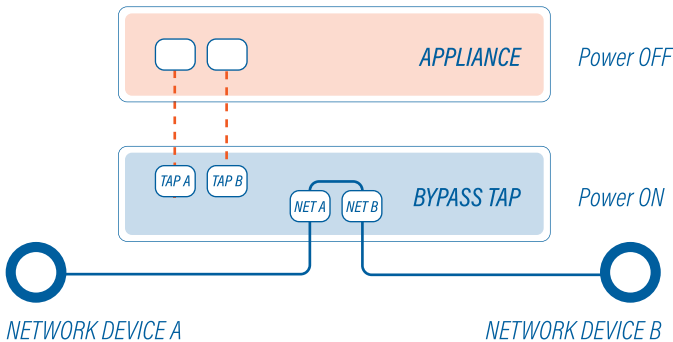 APPLIANCE
Power OFF
TAP A
TAP B
NET A
NET B
BYPASS TAP
Power ON
NETWORK DEVICE A
NETWORK DEVICE B